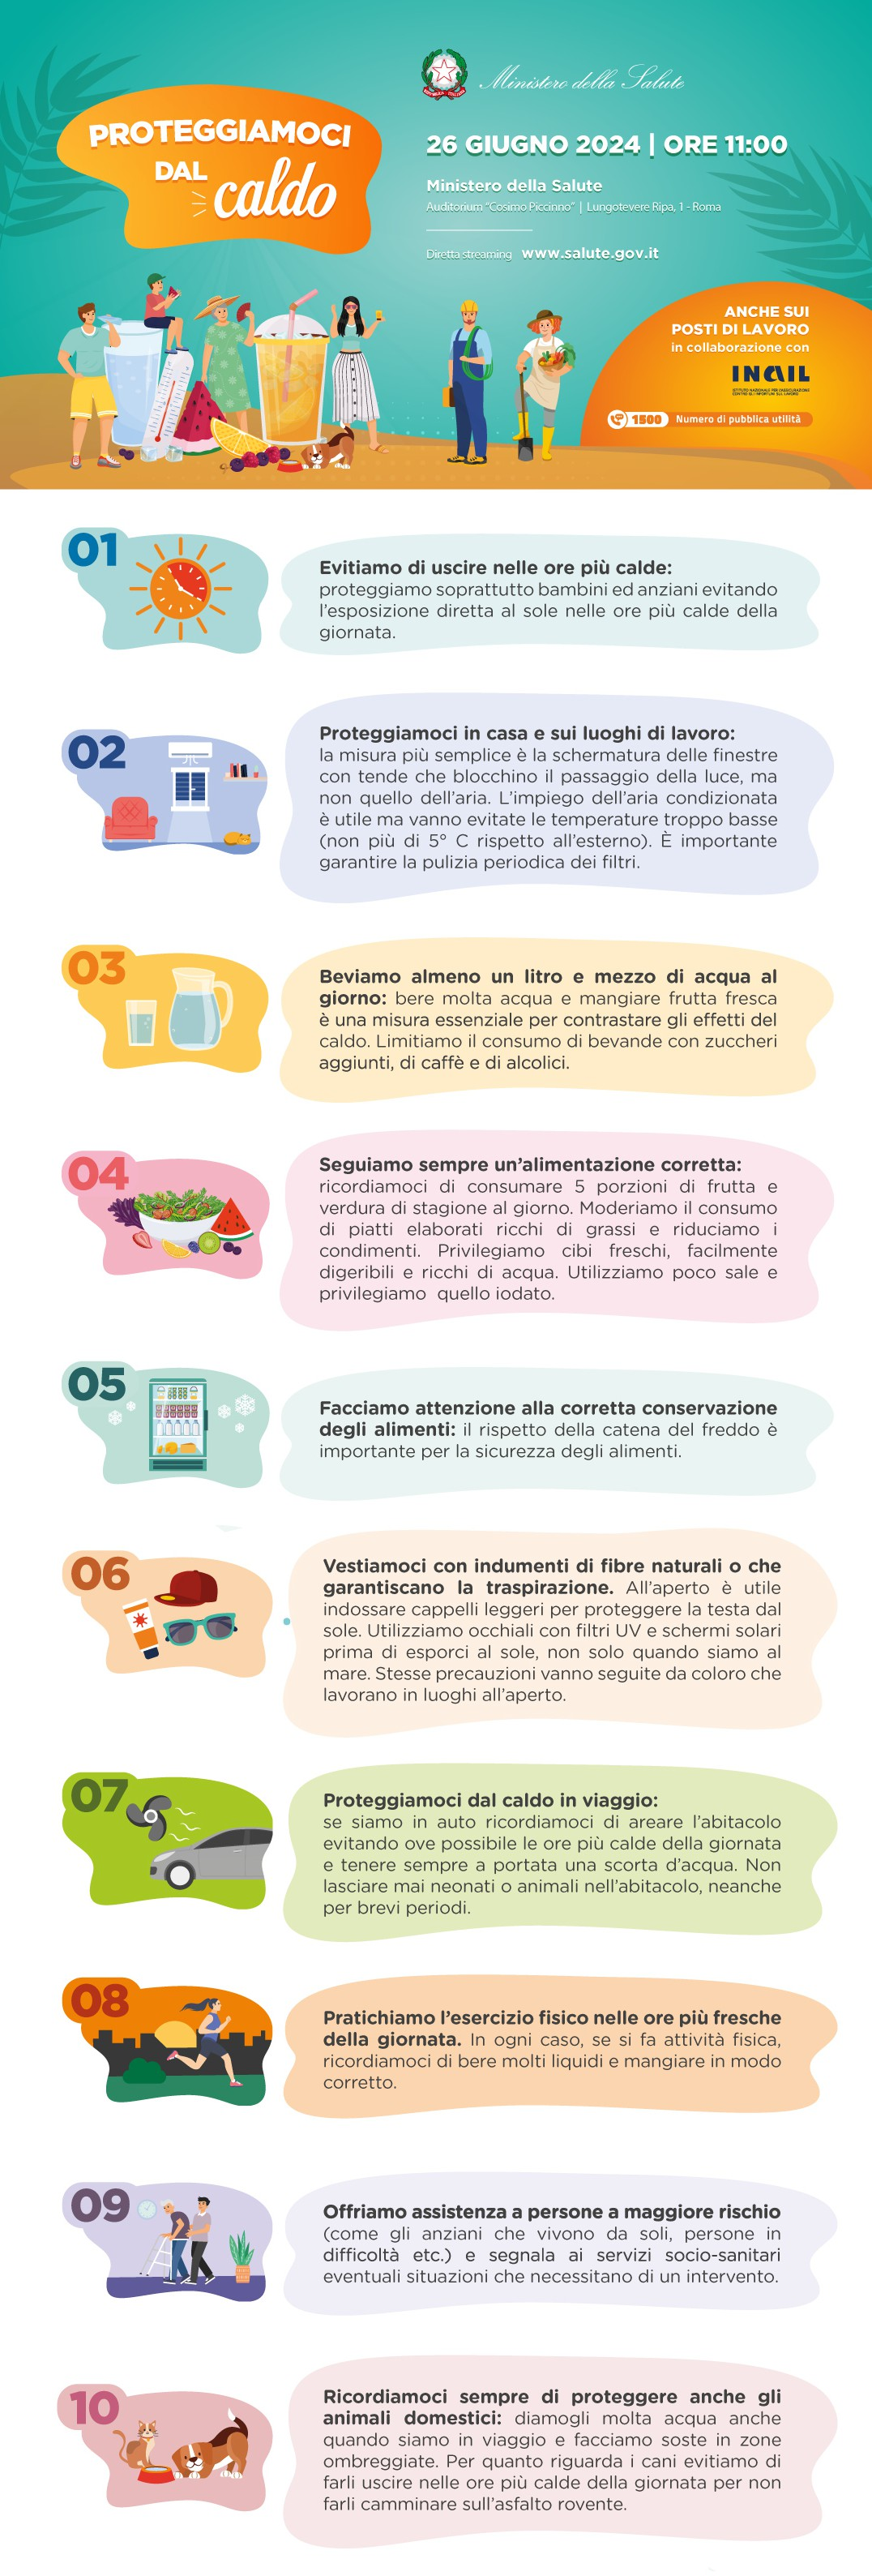 Ministero della Salute
PROTEGGIAMOCI
DAL caldo
26 GIUGNO 2024 | ORE 11:00
Ministero della Salute
Auditorium "Cosimo Piccinno" | Lungotevere Ripa, 1 - Roma
Diretta streaming www.salute.gov.it
ANCHE SUI
POSTI DI LAVORO
in collaborazione con
INAIL
ISTITUTO NAZIONALE PER L'ASSICURAZIONE
CONTRO GLI INFORTUNI SUL LAVORO
1500 Numero di pubblica utilità
01
Evitiamo di uscire nelle ore più calde:
proteggiamo soprattutto bambini ed anziani evitando
l'esposizione diretta al sole nelle ore più calde della
giornata.
02
Proteggiamoci in casa e sui luoghi di lavoro:
la misura più semplice è la schermatura delle finestre
con tende che blocchino il passaggio della luce, ma
non quello dell'aria. L'impiego dell'aria condizionata
è utile ma vanno evitate le temperature troppo basse
(non più di 5° C rispetto all'esterno). È importante
garantire la pulizia periodica dei filtri.
03
Beviamo almeno un litro e mezzo di acqua al
giorno: bere molta acqua e mangiare frutta fresca
è una misura essenziale per contrastare gli effetti del
caldo. Limitiamo il consumo di bevande con zuccheri
aggiunti, di caffè e di alcolici.
04
Seguiamo sempre un'alimentazione corretta:
ricordiamoci di consumare 5 porzioni di frutta e
verdura di stagione al giorno. Moderiamo il consumo
di piatti elaborati ricchi di grassi e riduciamo i
condimenti. Privilegiamo cibi freschi, facilmente
digeribili e ricchi di acqua. Utilizziamo poco sale e
privilegiamo quello iodato.
05
Facciamo attenzione alla corretta conservazione
degli alimenti: il rispetto della catena del freddo è
importante per la sicurezza degli alimenti.
06
Vestiamoci con indumenti di fibre naturali o che
garantiscano la traspirazione. All'aperto è utile
indossare cappelli leggeri per proteggere la testa dal
sole. Utilizziamo occhiali con filtri UV e schermi solari
prima di esporci al sole, non solo quando siamo al
mare. Stesse precauzioni vanno seguite da coloro che
lavorano in luoghi all'aperto.
07
Proteggiamoci dal caldo in viaggio:
se siamo in auto ricordiamoci di areare l'abitacolo
evitando ove possibile le ore più calde della giornata
e tenere sempre a portata una scorta d'acqua. Non
lasciare mai neonati o animali nell'abitacolo, neanche
per brevi periodi.
08
Pratichiamo l'esercizio fisico nelle ore più fresche
della giornata. In ogni caso, se si fa attività fisica,
ricordiamoci di bere molti liquidi e mangiare in modo
corretto.
09
Offriamo assistenza a persone a maggiore rischio
(come gli anziani che vivono da soli, persone in
difficoltà etc.) e segnala ai servizi socio-sanitari
eventuali situazioni che necessitano di un intervento.
10
Ricordiamoci sempre di proteggere anche gli
animali domestici: diamogli molta acqua anche
quando siamo in viaggio e facciamo soste in zone
ombreggiate. Per quanto riguarda i cani evitiamo di
farli uscire nelle ore più calde della giornata per non
farli camminare sull'asfalto rovente.